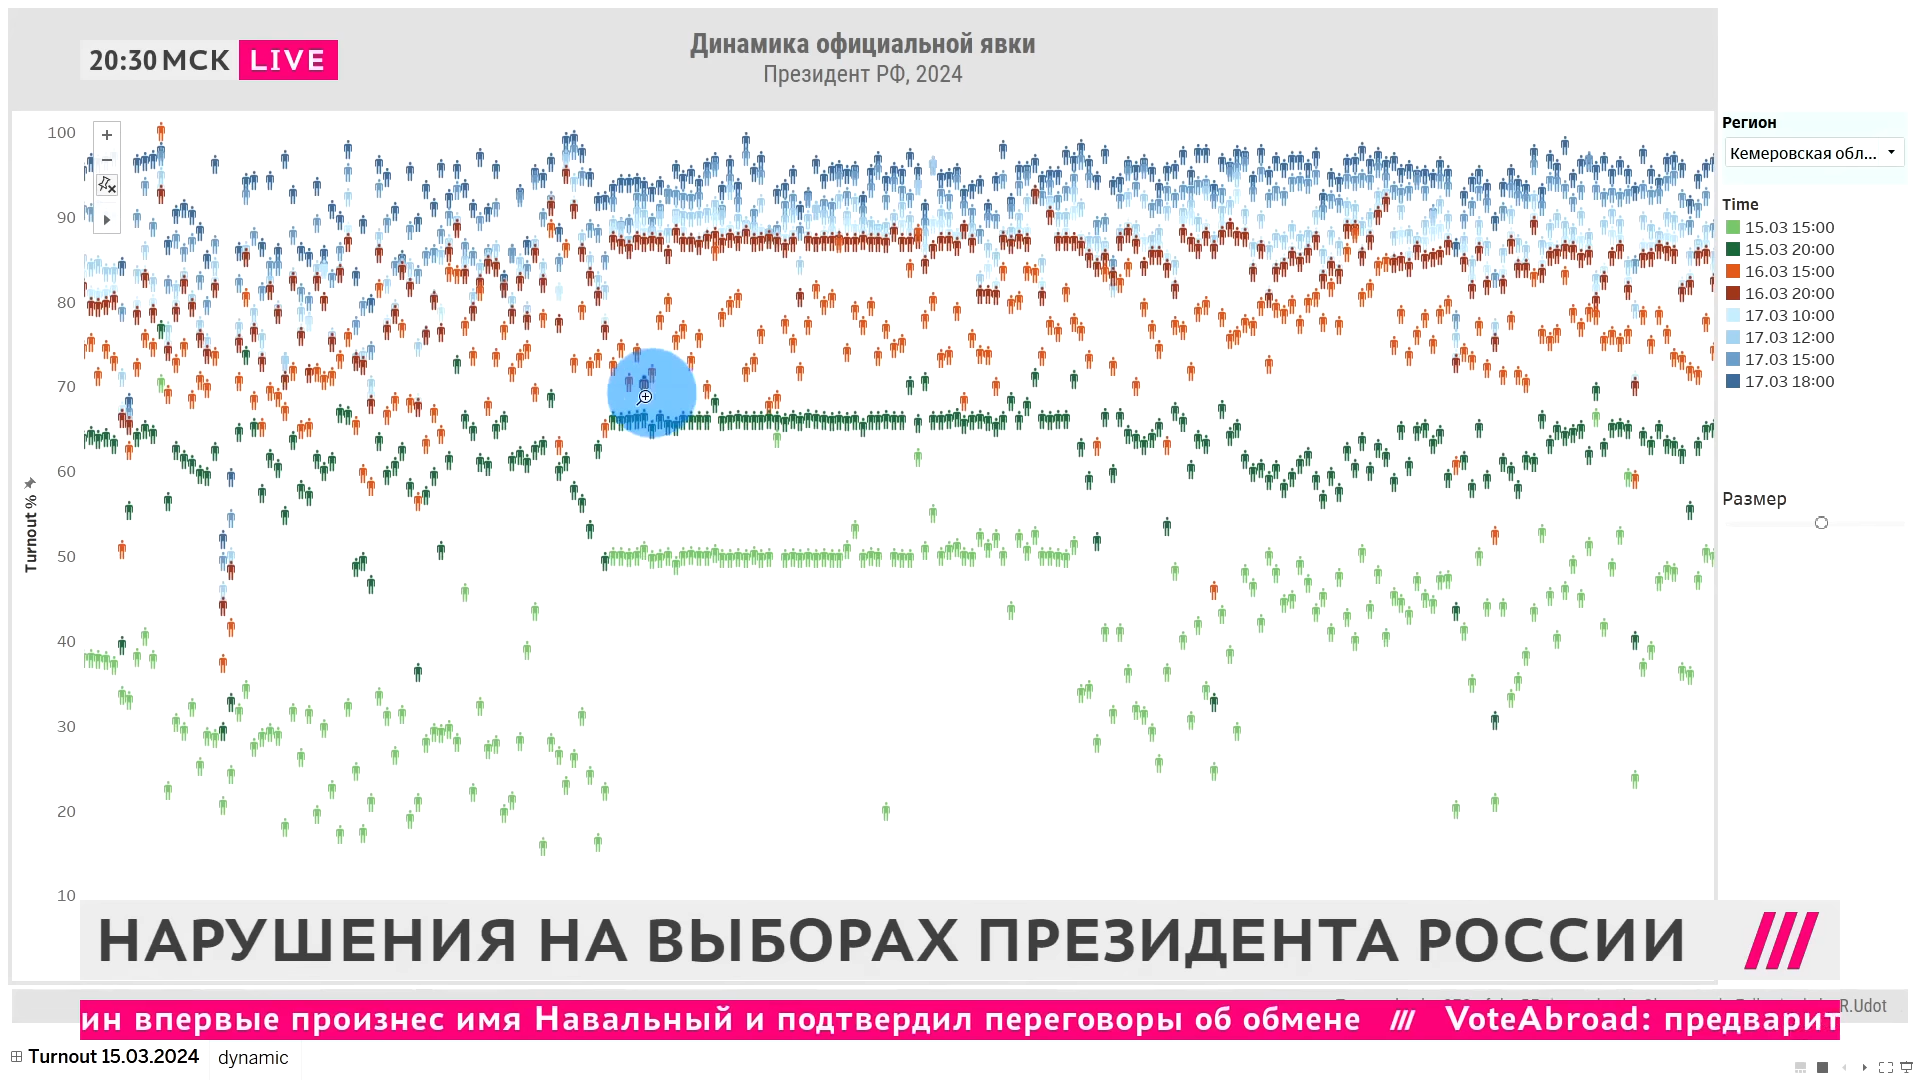 20:30 МСК LIVE
Динамика официальной явки
Президент РФ, 2024
100
90
80
70
60
50
40
30
20
10
Turnout %
Регион
Кемеровская обл...
Time
15.03 15:00
15.03 20:00
16.03 15:00
16.03 20:00
17.03 10:00
17.03 12:00
17.03 15:00
17.03 18:00
Размер
НАРУШЕНИЯ НА ВЫБОРАХ ПРЕЗИДЕНТА РОССИИ
R.Udot
ин впервые произнес имя Навальный и подтвердил переговоры об обмене /// VoteAbroad: предварит
Turnout 15.03.2024 dynamic